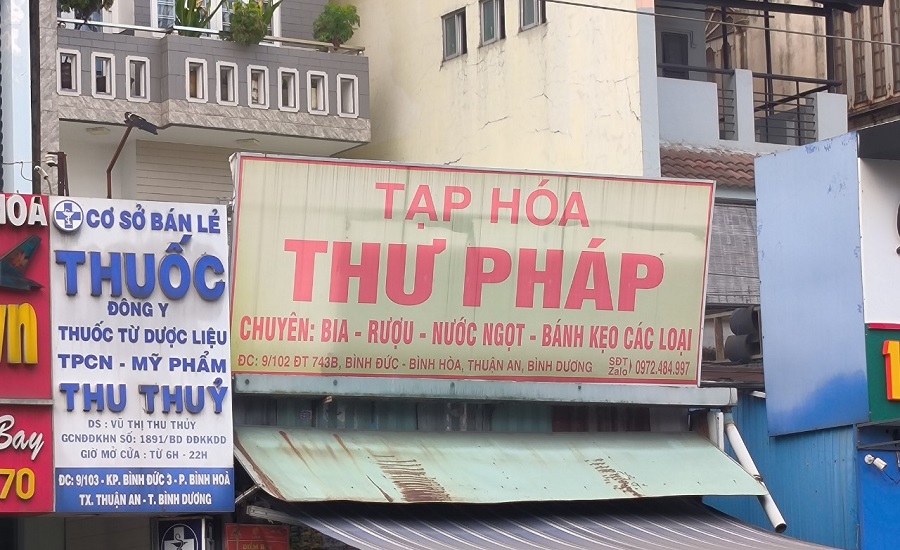 HOÀ
Bay
70
CƠ SỞ BÁN LẺ
THUỐC
ĐÔNG Y
THUỐC TỪ DƯỢC LIỆU
TPCN - MỸ PHẨM
THU THUỶ
DS : VŨ THỊ THU THỦY
GCNĐĐKHN SỐ: 1891/BD ĐĐKKDD
GIỜ MỞ CỬA : TỪ 6H - 22H
ĐC: 9/103 - KP. BÌNH ĐỨC 3 - P. BÌNH HOÀ
TX. THUẬN AN - T. BÌNH DƯƠNG
TẠP HÓA
THƯ PHÁP
CHUYÊN: BIA - RƯỢU - NƯỚC NGỌT - BÁNH KẸO CÁC LOẠI
ĐC: 9/102 ĐT 743B, BÌNH ĐỨC - BÌNH HÒA, THUẬN AN, BÌNH DƯƠNG SĐT Zalo 0972.484.997
1